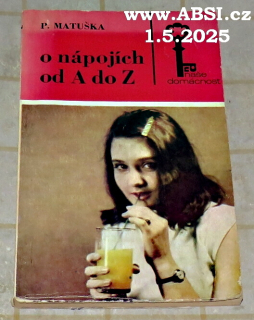 www.ABSI.cz
1.5.2025
P. MATUŠKA
o nápojích
od A do Z
naše
domácnost